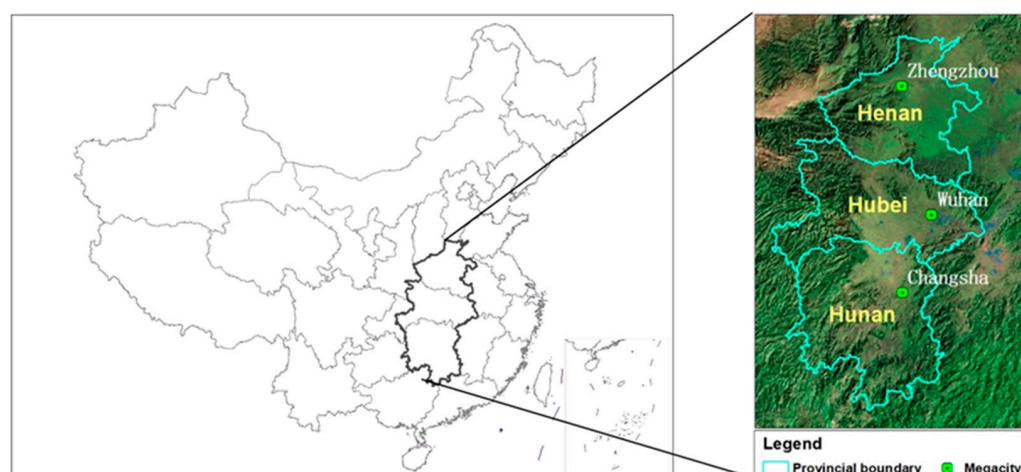 Zhengzhou
Henan
Wuhan
Hubei
Changsha
Hunan
Legend
Provincial boundary
Megacity